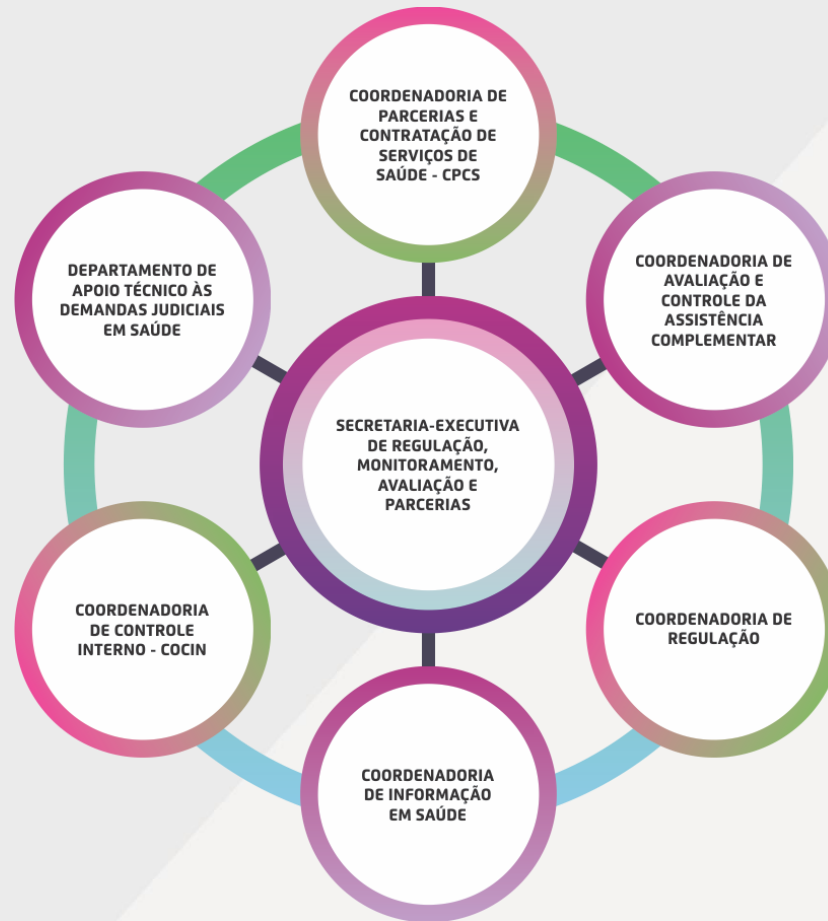 COORDENADORIA DE
PARCERIAS E
CONTRATAÇÃO DE
SERVIÇOS DE
SAÚDE - CPCS
DEPARTAMENTO DE
APOIO TÉCNICO ÀS
DEMANDAS JUDICIAIS
EM SAÚDE
COORDENADORIA DE
AVALIAÇÃO E
CONTROLE DA
ASSISTÊNCIA
COMPLEMENTAR
SECRETARIA-EXECUTIVA
DE REGULAÇÃO,
MONITORAMENTO,
AVALIAÇÃO E
PARCERIAS
COORDENADORIA
DE CONTROLE
INTERNO - COCIN
COORDENADORIA DE
REGULAÇÃO
COORDENADORIA
DE INFORMAÇÃO
EM SAÚDE